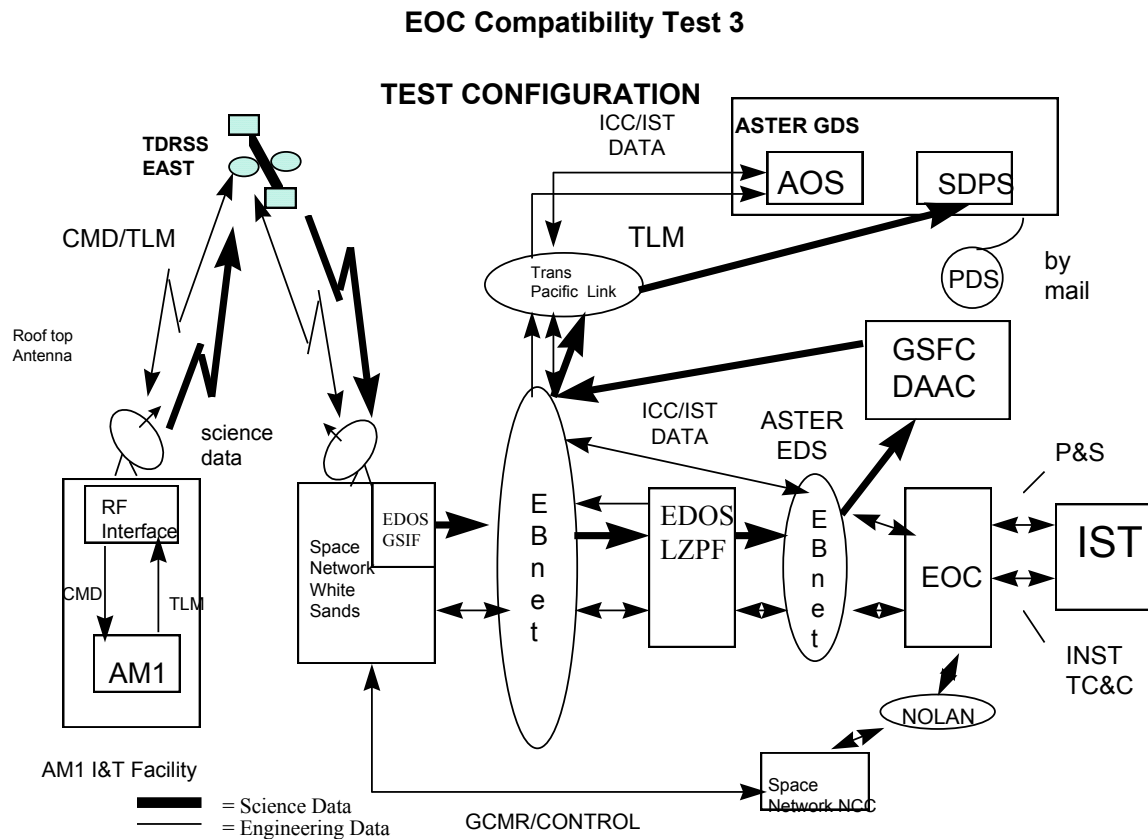 EOC Compatibility Test 3
TEST CONFIGURATION
TDRSS
EAST
ICC/IST
DATA
ASTER GDS
AOS
SDPS
CMD/TLM
TLM
Trans
Pacific Link
PDS
by
mail
Roof top
Antenna
GSFC
DAAC
science
data
ICC/IST
DATA
ASTER
EDS
P&S
RF
Interface
EDOS
GSIF
Space
Network
White
Sands
E
B
n
e
t
EDOS
LZPF
E
B
n
e
t
EOC
IST
CMD
TLM
AM1
INST
TC&C
NOLAN
AM1 I&T Facility
Space
Network NCC
= Science Data
= Engineering Data
GCMR/CONTROL